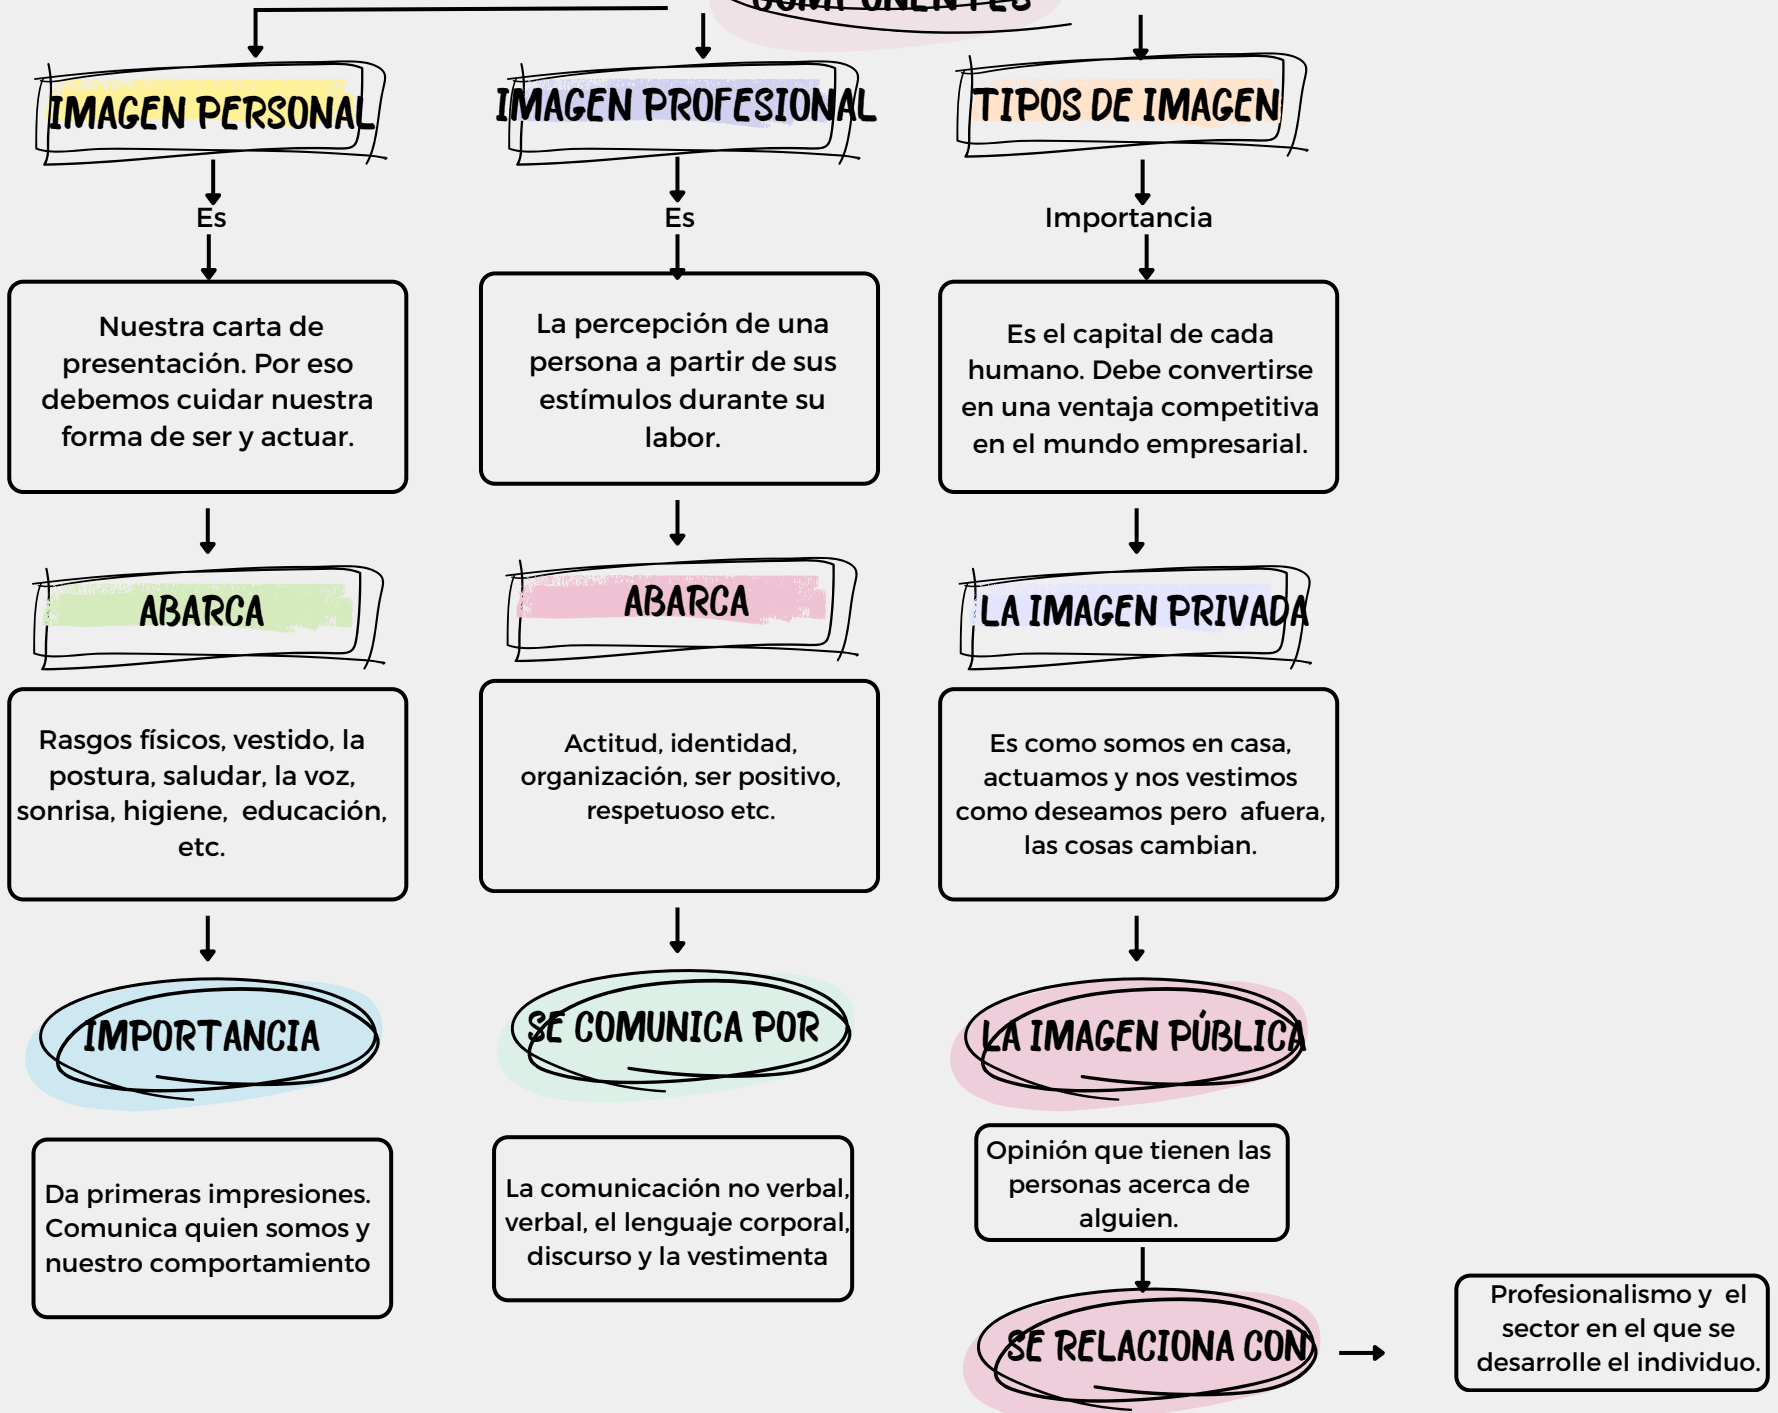 COMPONENTES
IMAGEN PERSONAL
Es
Nuestra carta de
presentación. Por eso
debemos cuidar nuestra
forma de ser y actuar.
ABARCA
Rasgos físicos, vestido, la
postura, saludar, la voz,
sonrisa, higiene, educación,
etc.
IMPORTANCIA
Da primeras impresiones.
Comunica quien somos y
nuestro comportamiento
IMAGEN PROFESIONAL
Es
La percepción de una
persona a partir de sus
estímulos durante su
labor.
ABARCA
Actitud, identidad,
organización, ser positivo,
respetuoso etc.
SE COMUNICA POR
La comunicación no verbal,
verbal, el lenguaje corporal,
discurso y la vestimenta
TIPOS DE IMAGEN
Importancia
Es el capital de cada
humano. Debe convertirse
en una ventaja competitiva
en el mundo empresarial.
LA IMAGEN PRIVADA
Es como somos en casa,
actuamos y nos vestimos
como deseamos pero afuera,
las cosas cambian.
LA IMAGEN PÚBLICA
Opinión que tienen las
personas acerca de
alguien.
SE RELACIONA CON
Profesionalismo y el
sector en el que se
desarrolle el individuo.